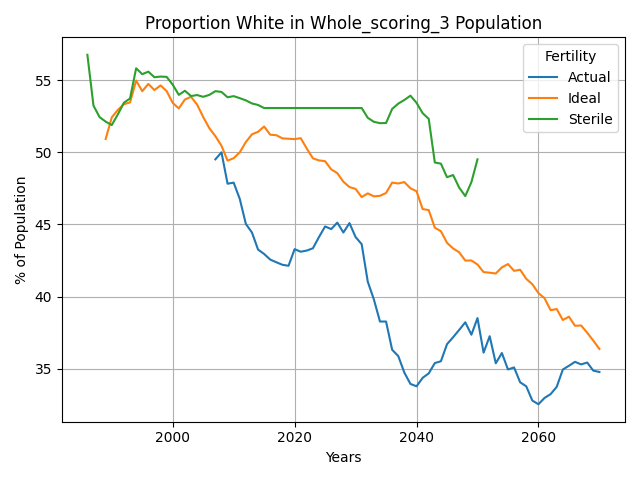 Proportion White in Whole_scoring_3 Population
Fertility
Actual
Ideal
Sterile
% of Population
55
50
45
40
35
2000
2020
2040
2060
Years